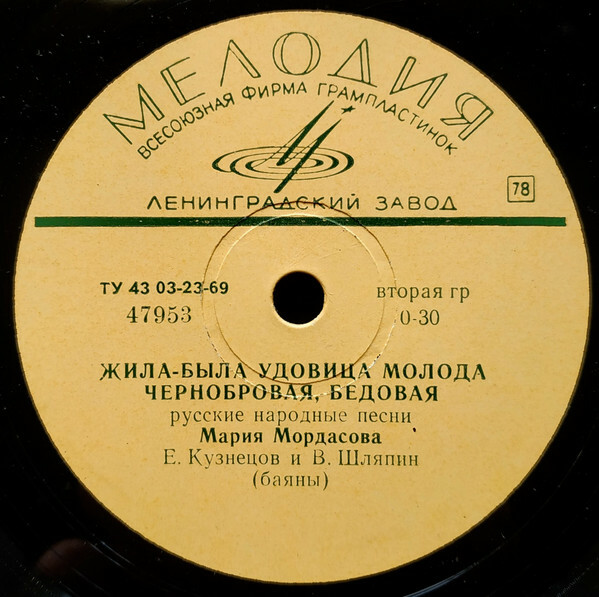 МЕЛОДИЯ
ВСЕСОЮЗНАЯ ФИРМА ГРАМПЛАСТИНОК
ЛЕНИНГРАДСКИЙ ЗАВОД
78
ТУ 43 03-23-69
вторая гр
47953
0-30
ЖИЛА-БЫЛА УДОВИЦА МОЛОДА
ЧЕРНОБРОВАЯ, БЕДОВАЯ
русские народные песни
Мария Мордасова
Е. Кузнецов и В. Шляпин
(баяны)